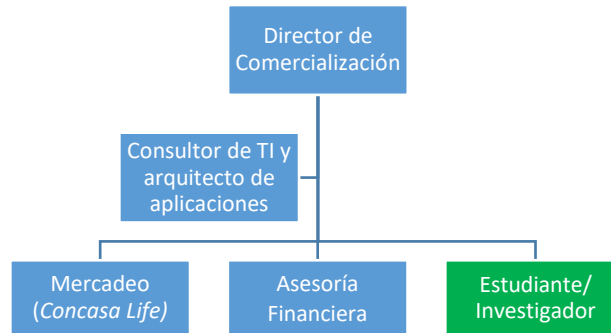 Director de
Comercialización
Consultor de TI y
arquitecto de
aplicaciones
Mercadeo
(Concasa Life)
Asesoría
Financiera
Estudiante/
Investigador